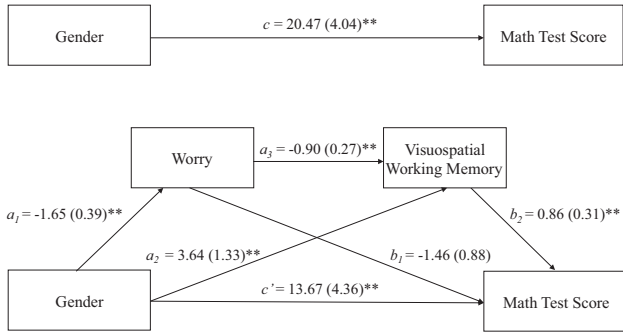 c = 20.47 (4.04)**
Gender
Math Test Score
Worry
a3 = -0.90 (0.27)**
Visuospatial
Working Memory
a1 = -1.65 (0.39)**
b2 = 0.86 (0.31)**
a2 = 3.64 (1.33)**
b1 = -1.46 (0.88)
Gender
c' = 13.67 (4.36)**
Math Test Score